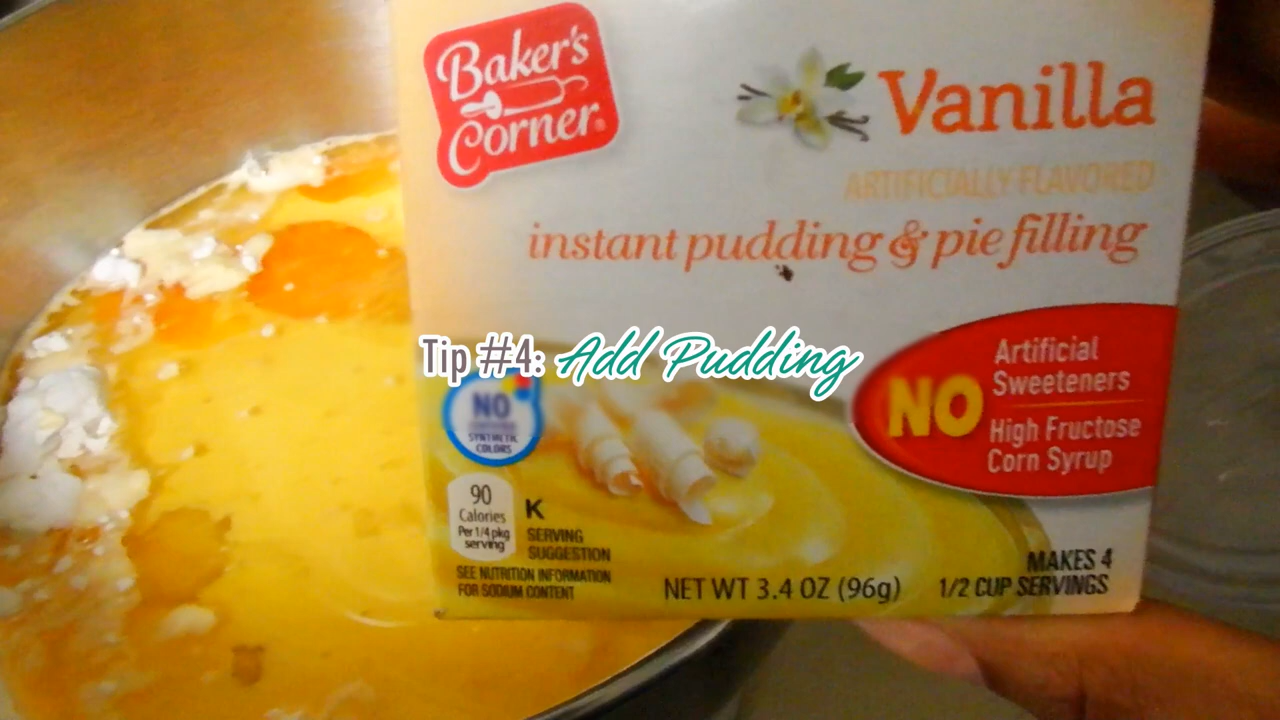 Baker's
Corner
Vanilla
ARTIFICIALLY FLAVORED
instant pudding & pie filling
Tip #4: Add Pudding
Artificial
Sweeteners
NO
High Fructose
Corn Syrup
NO
SYNTHETIC
COLORS
90
Calories
Per 1/4 pkg
serving
K
SERVING
SUGGESTION
SEE NUTRITION INFORMATION
FOR SODIUM CONTENT
NET WT 3.4 OZ (96g)
MAKES 4
1/2 CUP SERVINGS